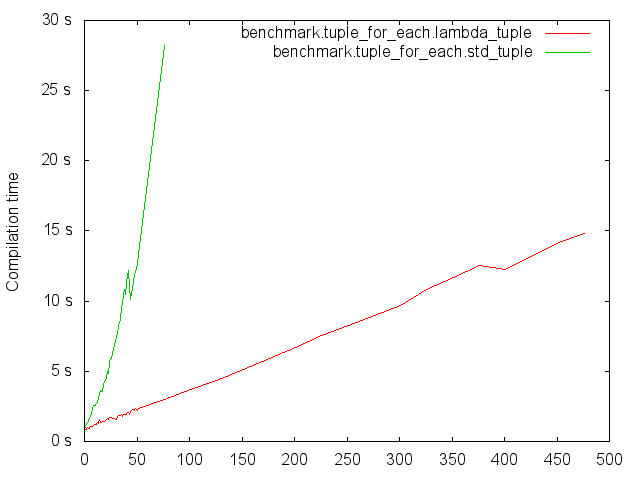 benchmark.tuple_for_each.lambda_tuple
benchmark.tuple_for_each.std_tuple
Compilation time
30 s
25 s
20 s
15 s
10 s
5 s
0 s
0 50 100 150 200 250 300 350 400 450 500